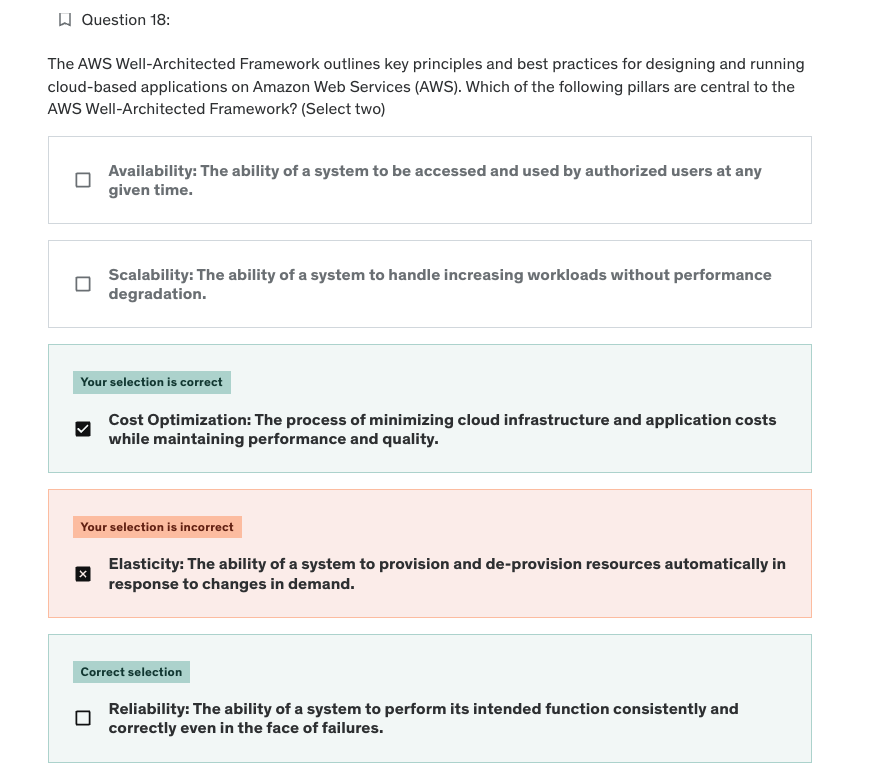 Question 18:
The AWS Well-Architected Framework outlines key principles and best practices for designing and running
cloud-based applications on Amazon Web Services (AWS). Which of the following pillars are central to the
AWS Well-Architected Framework? (Select two)
Availability: The ability of a system to be accessed and used by authorized users at any
given time.
Scalability: The ability of a system to handle increasing workloads without performance
degradation.
Your selection is correct
Cost Optimization: The process of minimizing cloud infrastructure and application costs
while maintaining performance and quality.
Your selection is incorrect
Elasticity: The ability of a system to provision and de-provision resources automatically in
response to changes in demand.
Correct selection
Reliability: The ability of a system to perform its intended function consistently and
correctly even in the face of failures.